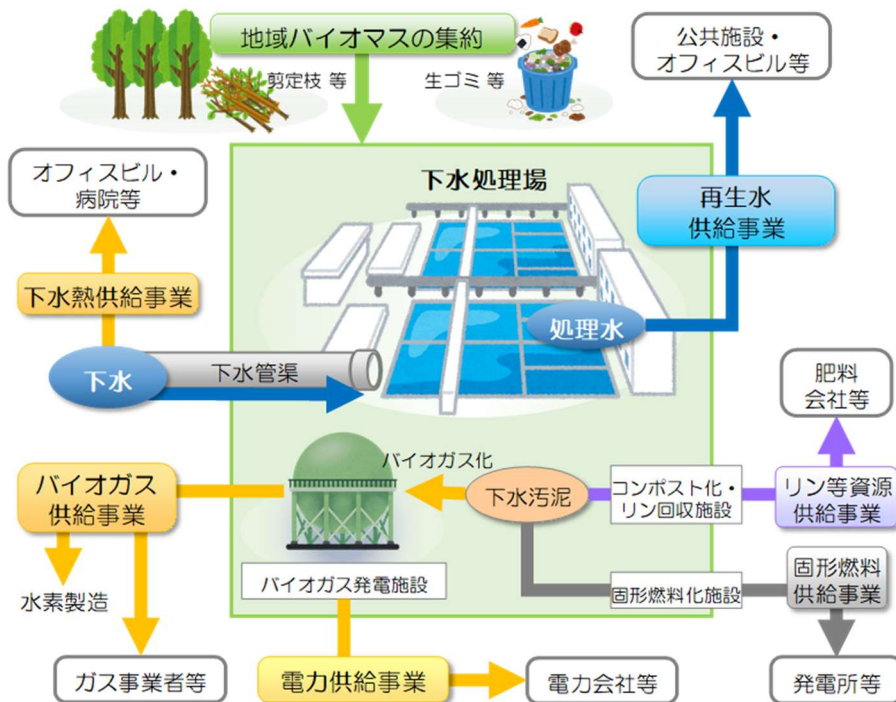 地域バイオマスの集約
剪定枝 等
生ゴミ 等
公共施設・
オフィスビル等
オフィスビル・
病院等
下水処理場
再生水
供給事業
下水熱供給事業
処理水
下水
下水管渠
肥料
会社等
バイオガス
供給事業
バイオガス化
下水汚泥
コンポスト化・
リン回収施設
リン等資源
供給事業
水素製造
バイオガス発電施設
固形燃料化施設
固形燃料
供給事業
ガス事業者等
電力供給事業
電力会社等
発電所等